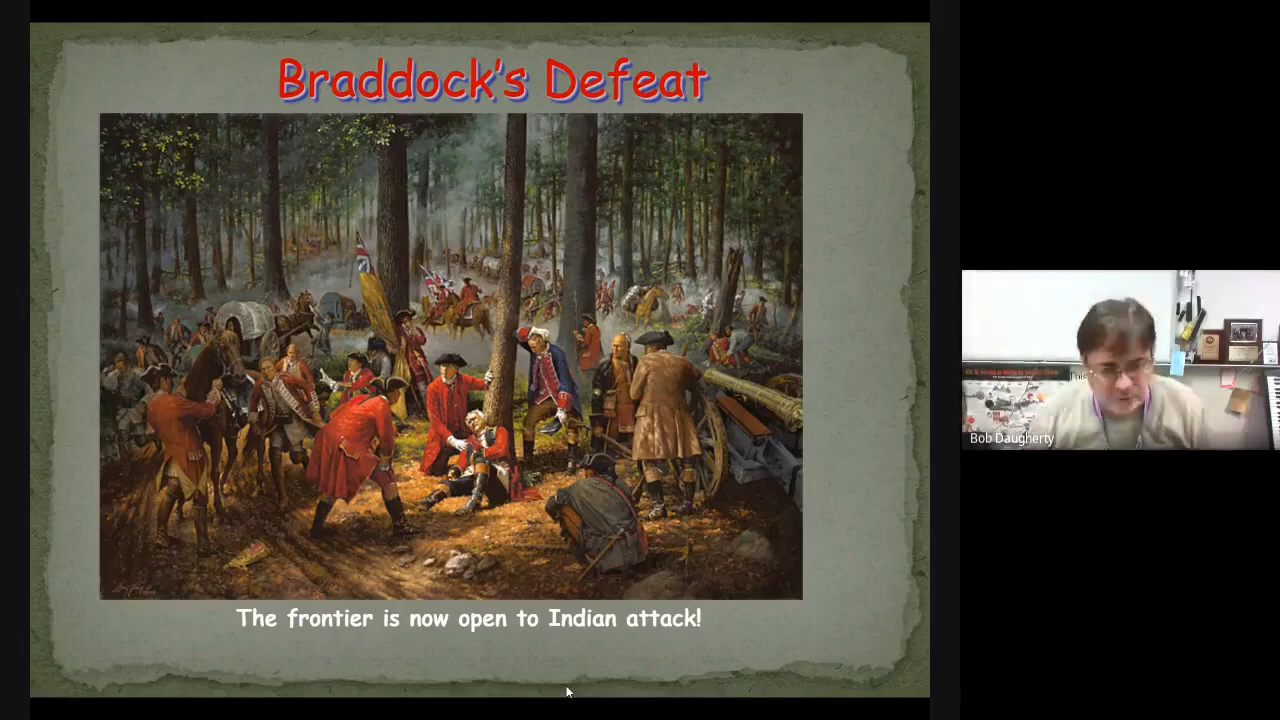 Braddock's Defeat
The frontier is now open to Indian attack!
Bob Daugherty